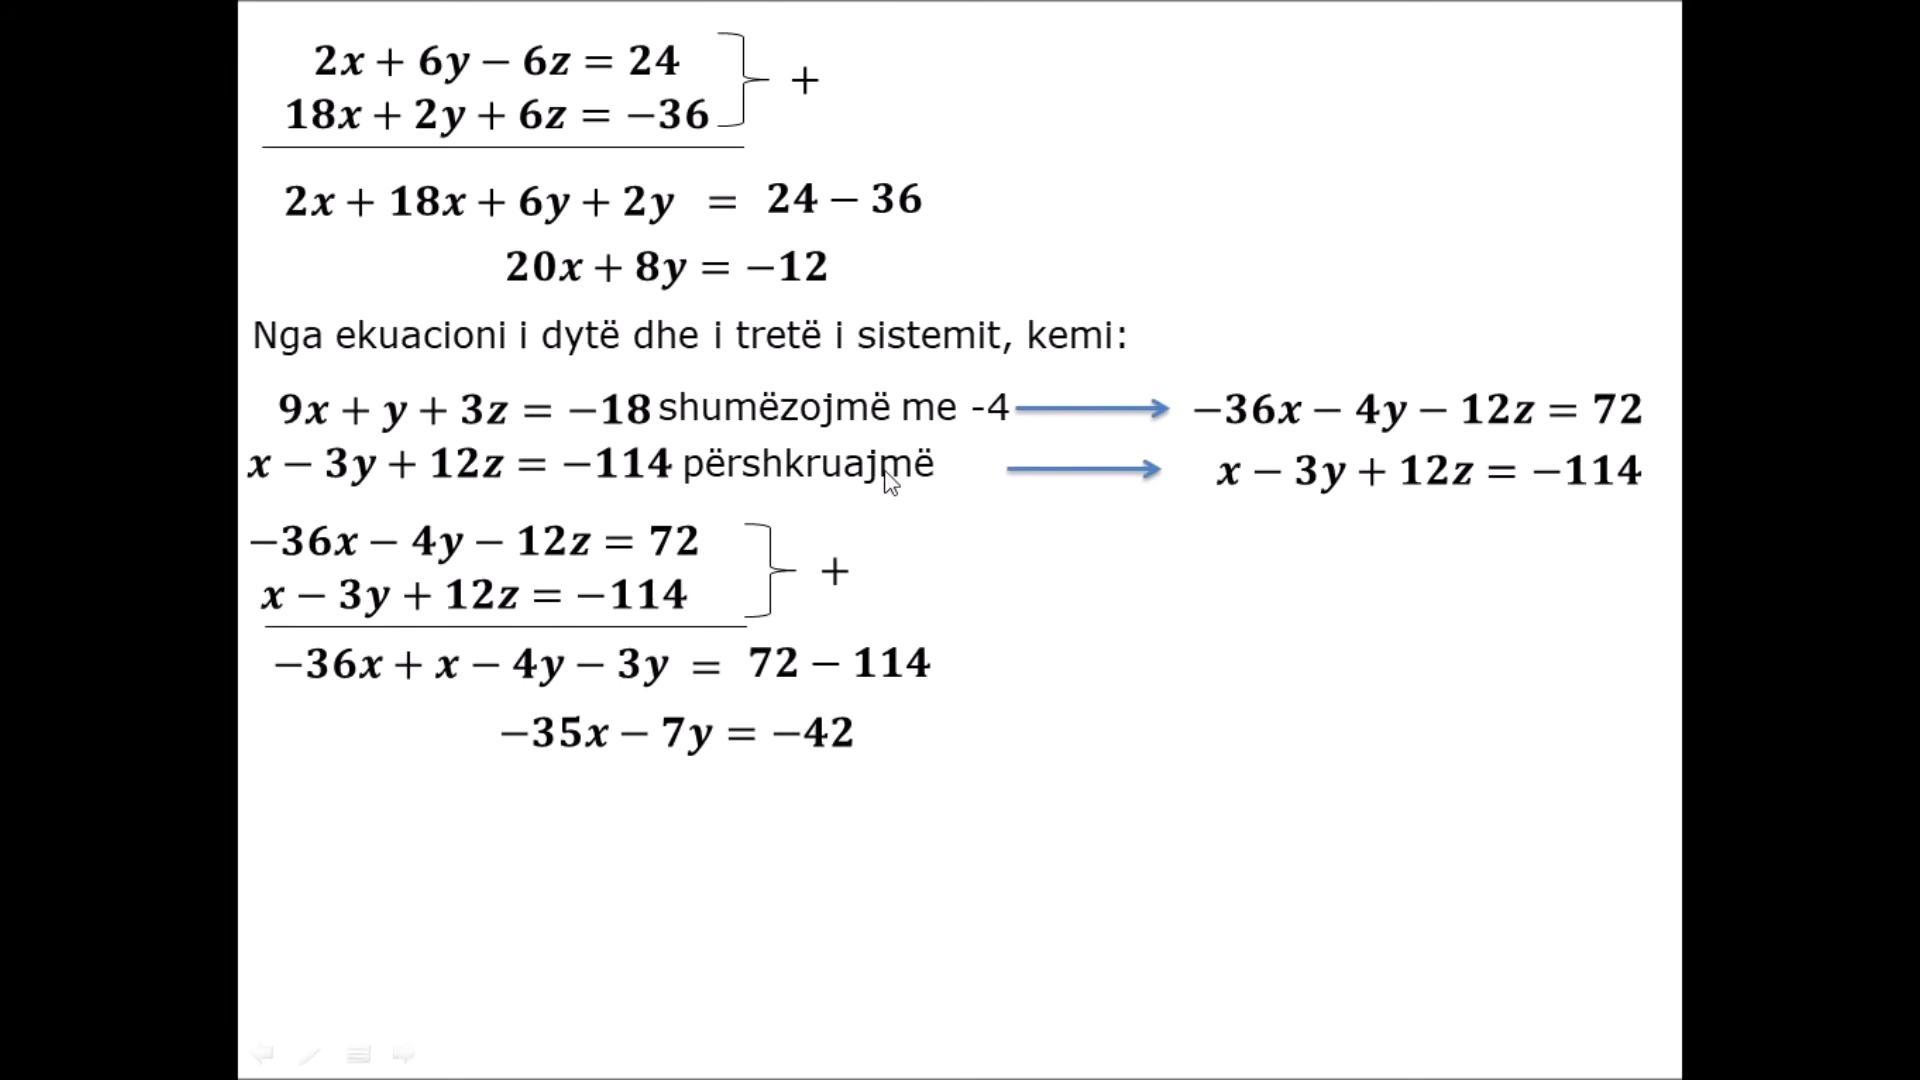 2x + 6y − 6z = 24
18x + 2y + 6z = −36
+
2x + 18x + 6y + 2y = 24 − 36
20x + 8y = −12
Nga ekuacioni i dytë dhe i tretë i sistemit, kemi:
9x + y + 3z = −18 shumëzojmë me -4 −36x − 4y − 12z = 72
x − 3y + 12z = −114 përshkruajmë x − 3y + 12z = −114
−36x − 4y − 12z = 72
x − 3y + 12z = −114
+
−36x + x − 4y − 3y = 72 − 114
−35x − 7y = −42